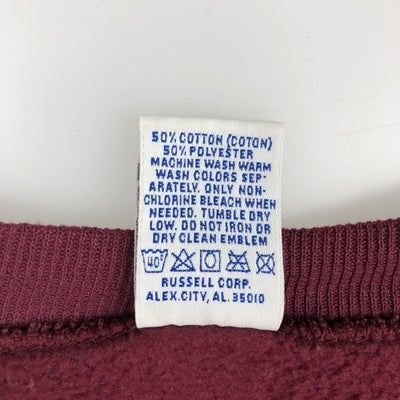 50% COTTON (COTON)
50% POLYESTER
MACHINE WASH WARM
WASH COLORS SEP-
ARATELY. ONLY NON-
CHLORINE BLEACH WHEN
NEEDED. TUMBLE DRY
LOW. DO NOT IRON OR
DRY CLEAN EMBLEM
40°
RUSSELL CORP.
ALEX.CITY, AL. 35010